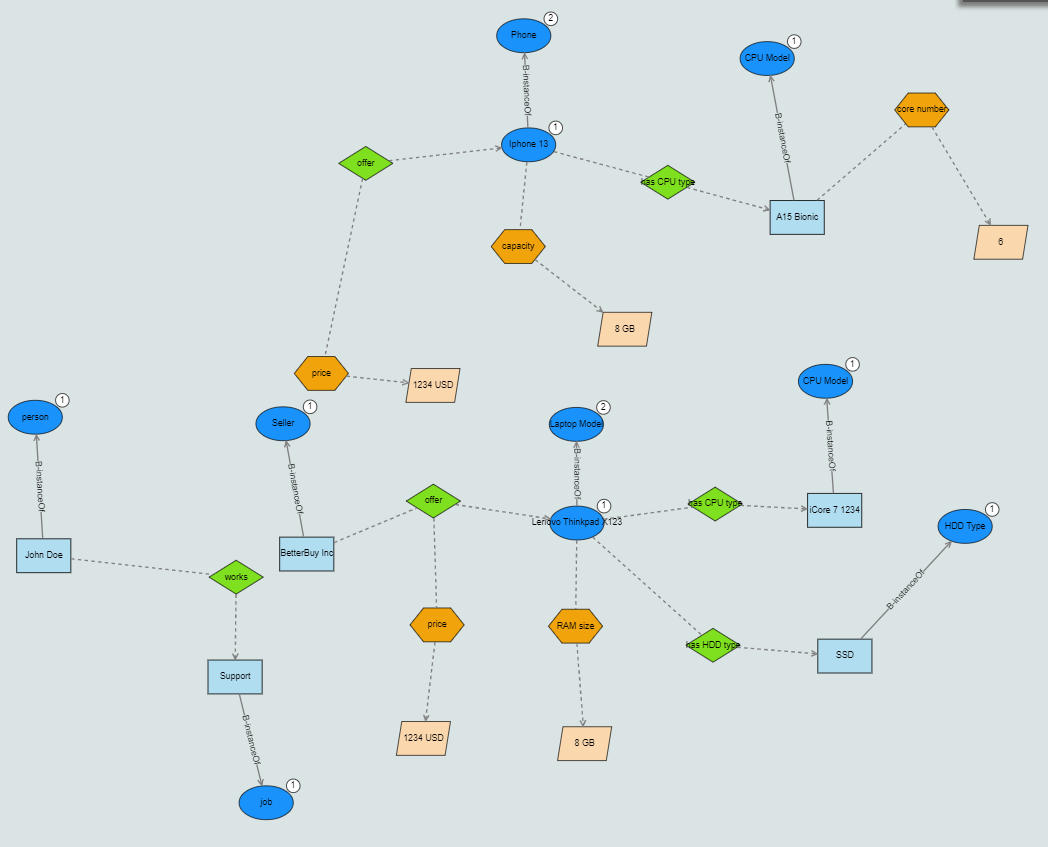 2
Phone
1
CPU Model
B-instanceOf
core number
1
Iphone 13
B-instanceOf
offer
has CPU type
A15 Bionic
6
capacity
8 GB
price
1234 USD
1
CPU Model
1
person
1
Seller
2
Laptop Model
B-instanceOf
B-instanceOf
B-instanceOf
B-instanceOf
offer
has CPU type
1
iCore 7 1234
1
HDD Type
Lenovo Thinkpad X123
John Doe
BetterBuy Inc
works
B-instanceOf
price
RAM size
has HDD type
SSD
Support
B-instanceOf
1234 USD
8 GB
1
job